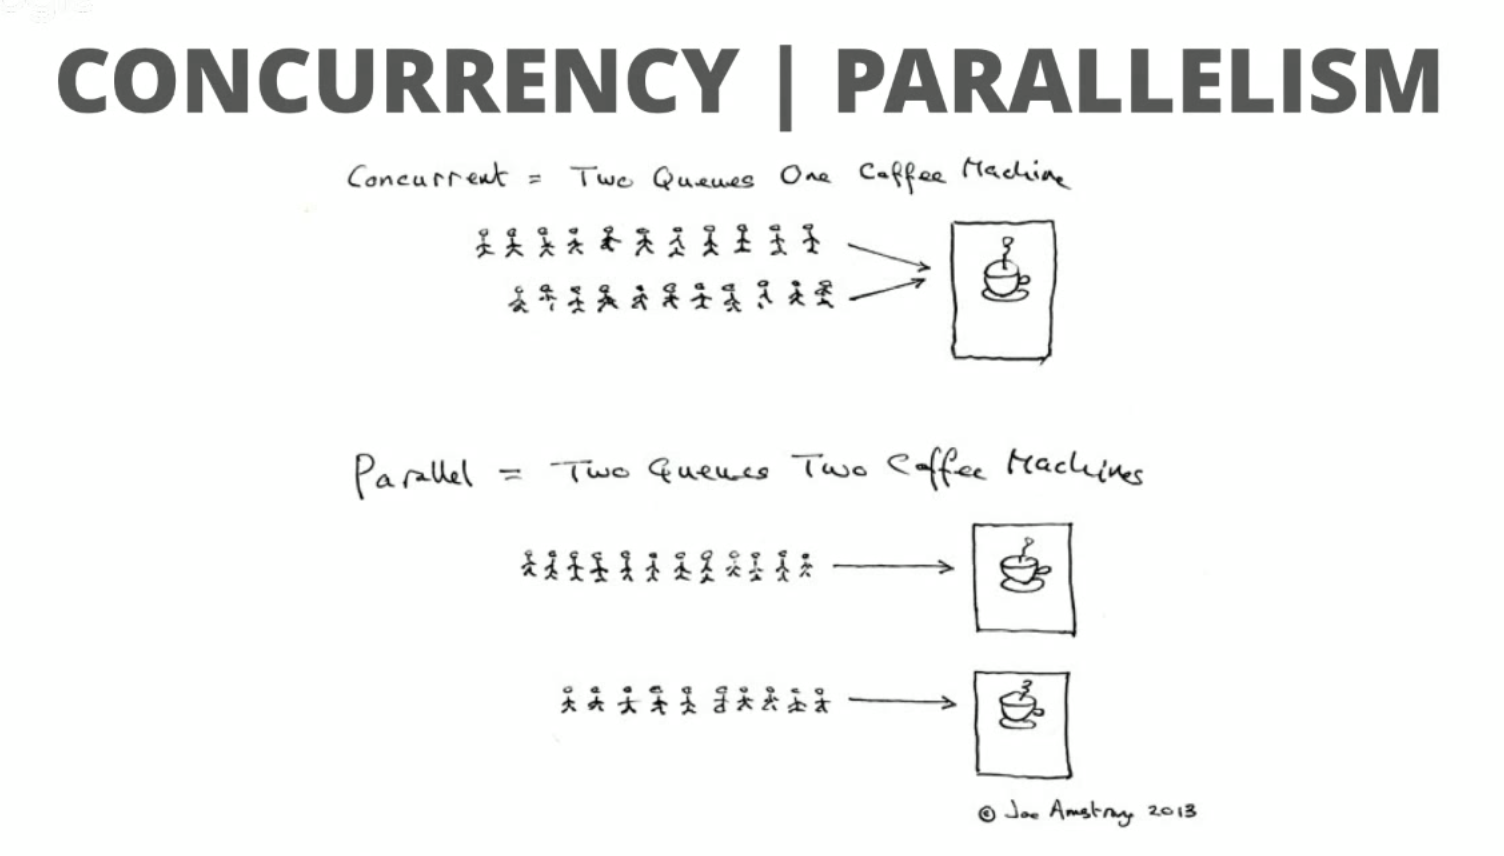 CONCURRENCY | PARALLELISM
Concurrent = Two Queues One Coffee Machine
Parallel = Two Queues Two Coffee Machines
© Joe Armstrong 2013